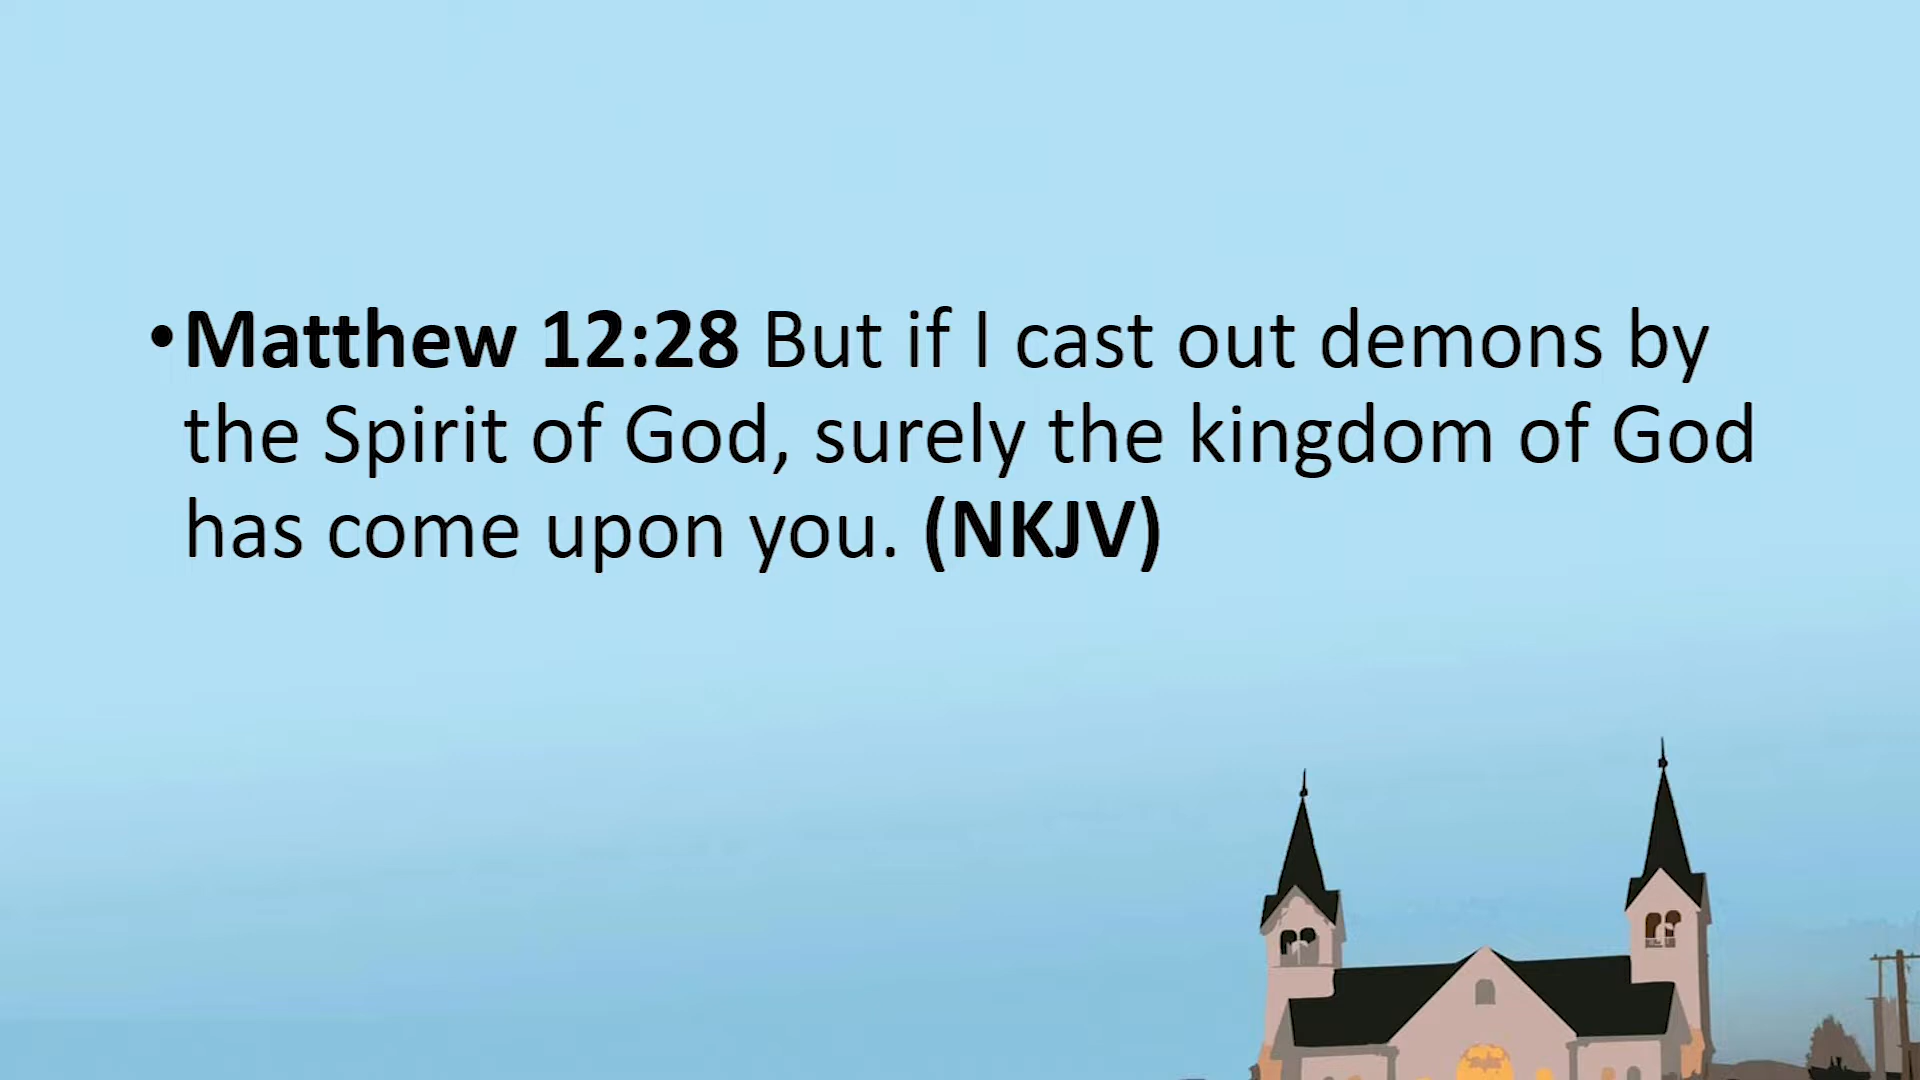 •Matthew 12:28 But if I cast out demons by
the Spirit of God, surely the kingdom of God
has come upon you. (NKJV)